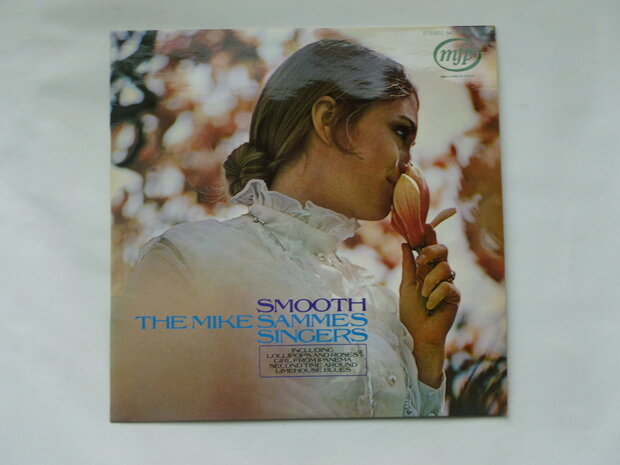 STEREO
mfp
SMOOTH
THE MIKE SAMMES
SINGERS
INCLUDING
LOLLIPOPS AND ROSES
GIRL FROM IPANEMA
SECOND TIME AROUND
LIMEHOUSE BLUES